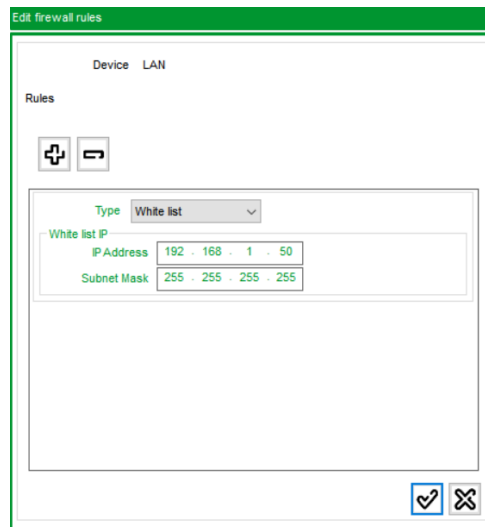 Edit firewall rules
Device LAN
Rules
Type White list
White list IP
IP Address 192 . 168 . 1 . 50
Subnet Mask 255 . 255 . 255 . 255